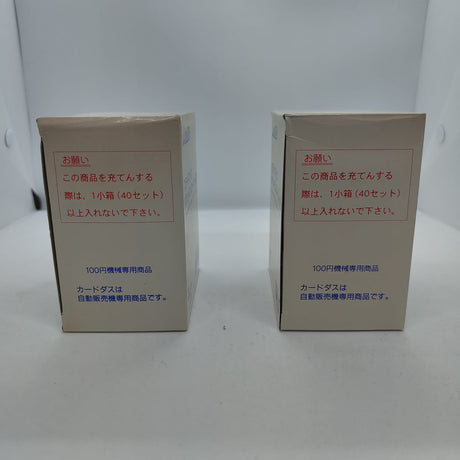 お願い
この商品を充てんする
際は、1小箱(40セット)
以上入れないで下さい。
100円機械専用商品
カードダスは
自動販売機専用商品です。
お願い
この商品を充てんする
際は、1小箱(40セット)
以上入れないで下さい。
100円機械専用商品
カードダスは
自動販売機専用商品です。